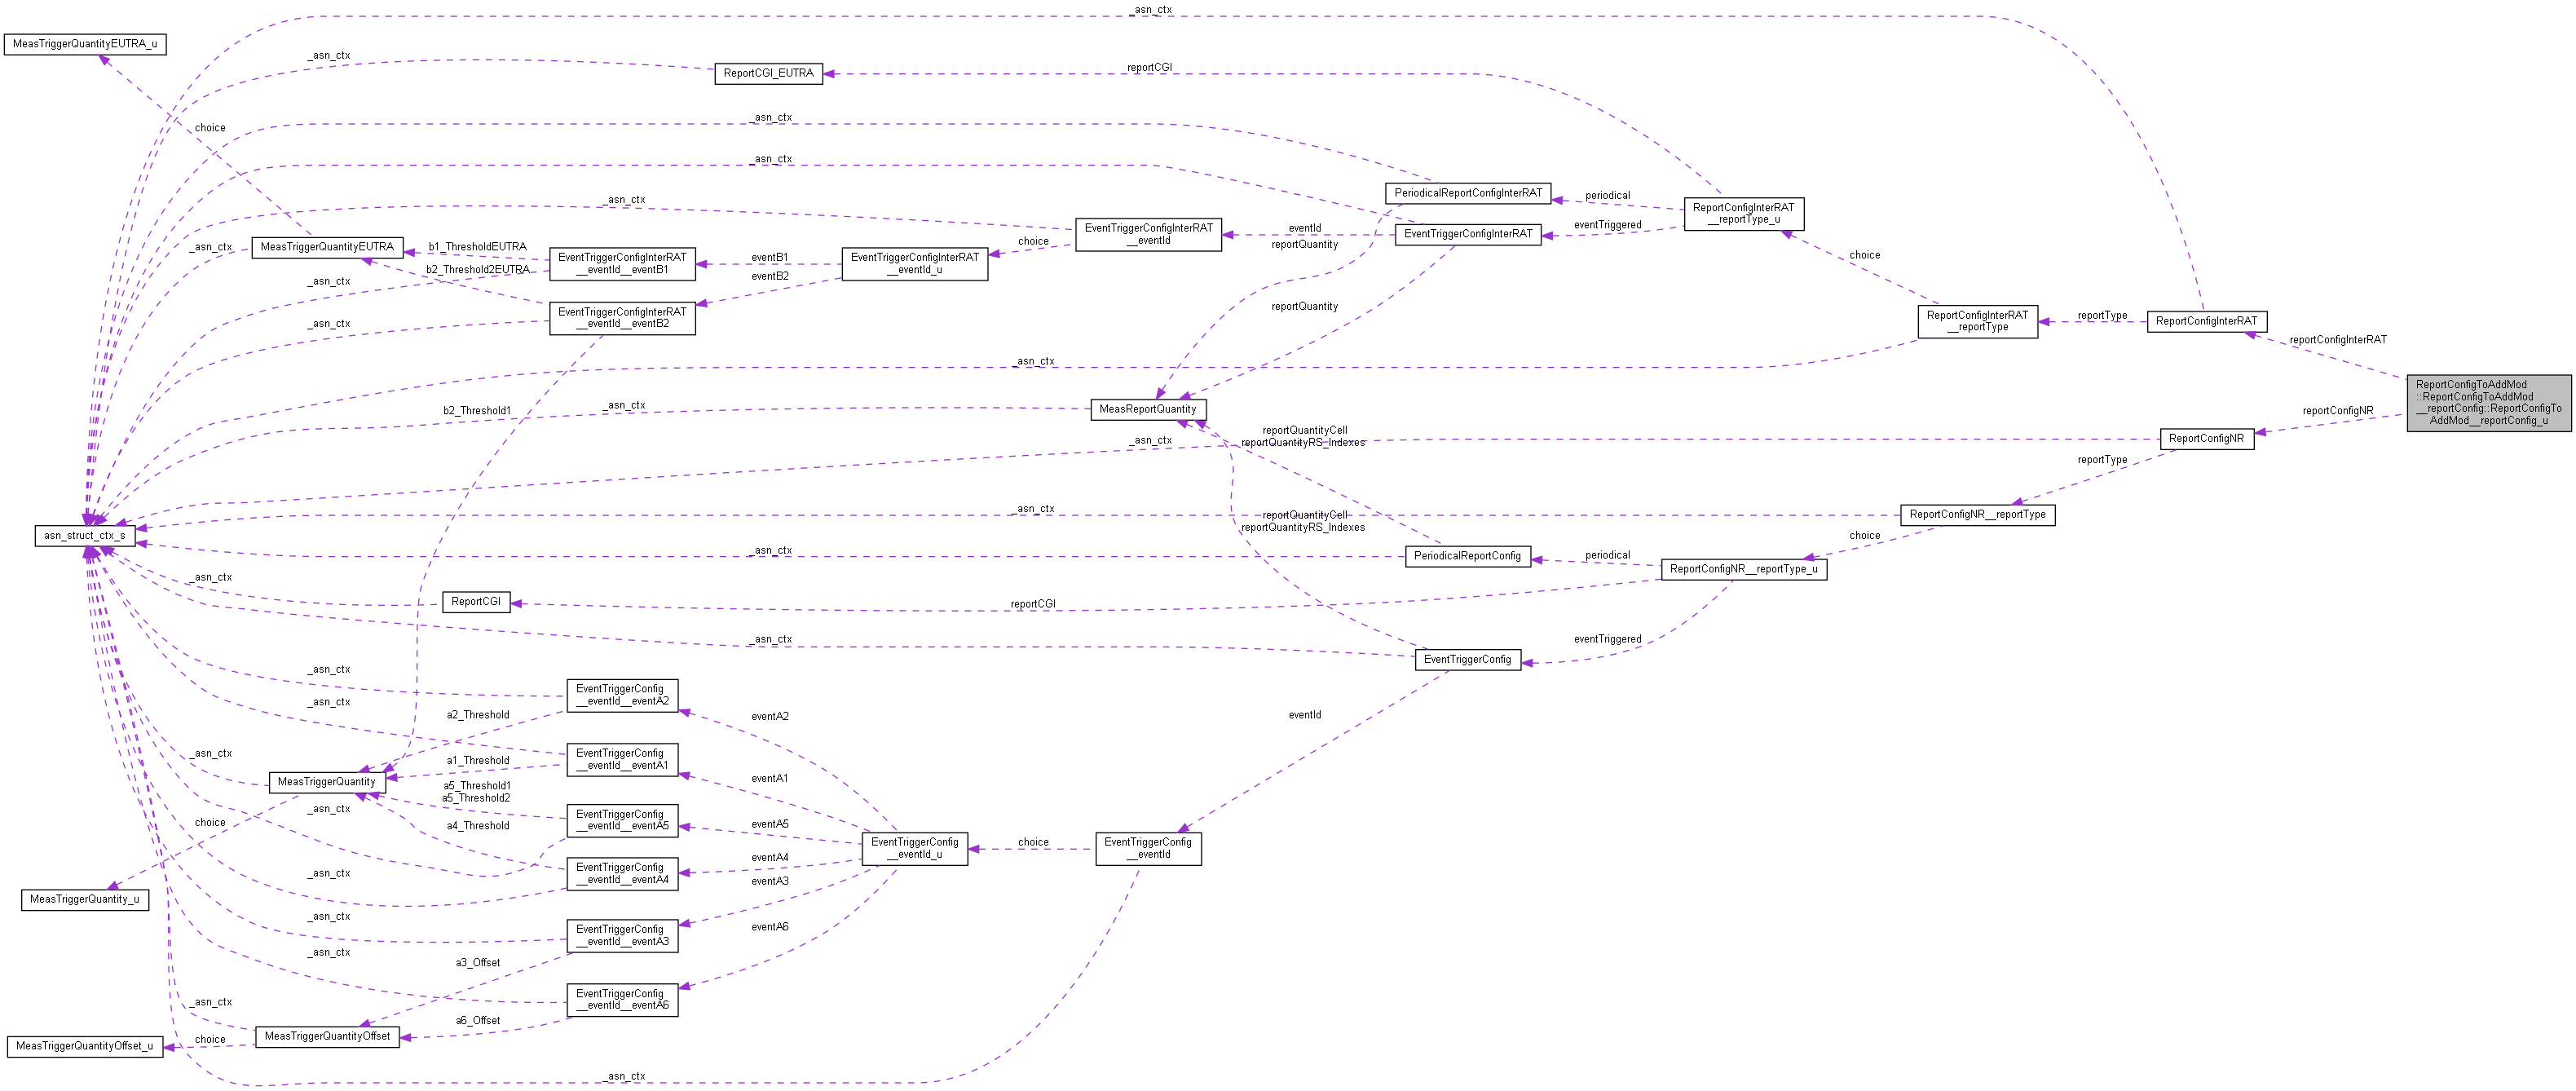 _asn_ctx
MeasTriggerQuantityEUTRA_u
_asn_ctx
ReportCGI_EUTRA
reportCGI
_asn_ctx
choice
_asn_ctx
PeriodicalReportConfigInterRAT
periodical
ReportConfigInterRAT
__reportType_u
_asn_ctx
EventTriggerConfigInterRAT
__eventId
eventId
EventTriggerConfigInterRAT
eventTriggered
reportQuantity
_asn_ctx
MeasTriggerQuantityEUTRA
b1_ThresholdEUTRA
EventTriggerConfigInterRAT
__eventId__eventB1
eventB1
EventTriggerConfigInterRAT
__eventId_u
choice
choice
b2_Threshold2EUTRA
eventB2
_asn_ctx
EventTriggerConfigInterRAT
__eventId__eventB2
_asn_ctx
reportQuantity
ReportConfigInterRAT
__reportType
reportType
ReportConfigInterRAT
reportConfigInterRAT
_asn_ctx
ReportConfigToAddMod
::ReportConfigToAddMod
__reportConfig::ReportConfigTo
AddMod__reportConfig_u
b2_Threshold1
_asn_ctx
MeasReportQuantity
reportConfigNR
reportQuantityCell
reportQuantityRS_Indexes
_asn_ctx
ReportConfigNR
reportType
_asn_ctx
ReportConfigNR__reportType
reportQuantityCell
reportQuantityRS_Indexes
asn_struct_ctx_s
choice
_asn_ctx
PeriodicalReportConfig
periodical
ReportConfigNR__reportType_u
_asn_ctx
ReportCGI
reportCGI
_asn_ctx
eventTriggered
EventTriggerConfig
_asn_ctx
EventTriggerConfig
__eventId__eventA2
_asn_ctx
a2_Threshold
eventA2
eventId
_asn_ctx
a1_Threshold
EventTriggerConfig
__eventId__eventA1
eventA1
MeasTriggerQuantity
a5_Threshold1
a5_Threshold2
_asn_ctx
EventTriggerConfig
__eventId__eventA5
eventA5
choice
a4_Threshold
EventTriggerConfig
__eventId_u
choice
EventTriggerConfig
__eventId
eventA4
_asn_ctx
EventTriggerConfig
__eventId__eventA4
eventA3
MeasTriggerQuantity_u
_asn_ctx
EventTriggerConfig
__eventId__eventA3
eventA6
_asn_ctx
a3_Offset
EventTriggerConfig
__eventId__eventA6
_asn_ctx
a6_Offset
MeasTriggerQuantityOffset
choice
MeasTriggerQuantityOffset_u
_asn_ctx